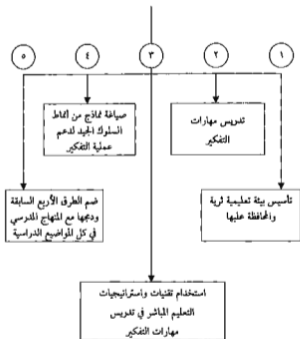 ١
٢
٣
٤
٥
تدريس مهارات
التفكير
صياغة نماذج من أنماط
السلوك الجيد لدعم
عملية التفكير
تأسيس بيئة تعليمية ثرية
والمحافظة عليها
ضم الطرق الأربع السابقة
ودمجها مع المنهاج المدرسي
في كل المواضيع الدراسية
استخدام تقنيات واستراتيجيات
التعليم المباشر في تدريس
مهارات التفكير